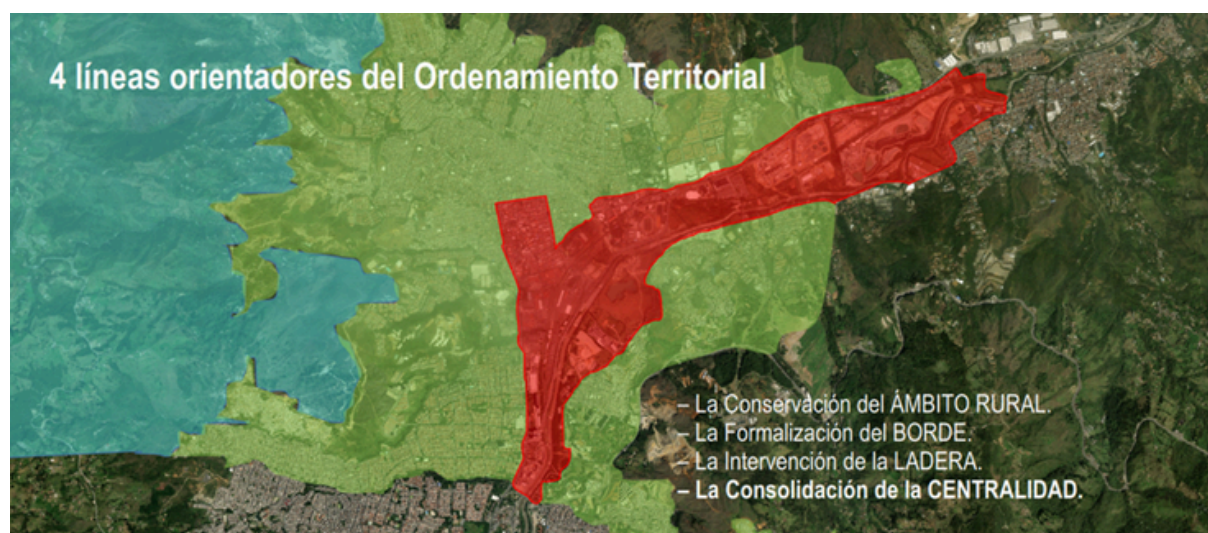 4 líneas orientadores del Ordenamiento Territorial
– La Conservación del ÁMBITO RURAL.
– La Formalización del BORDE.
– La Intervención de la LADERA.
– La Consolidación de la CENTRALIDAD.